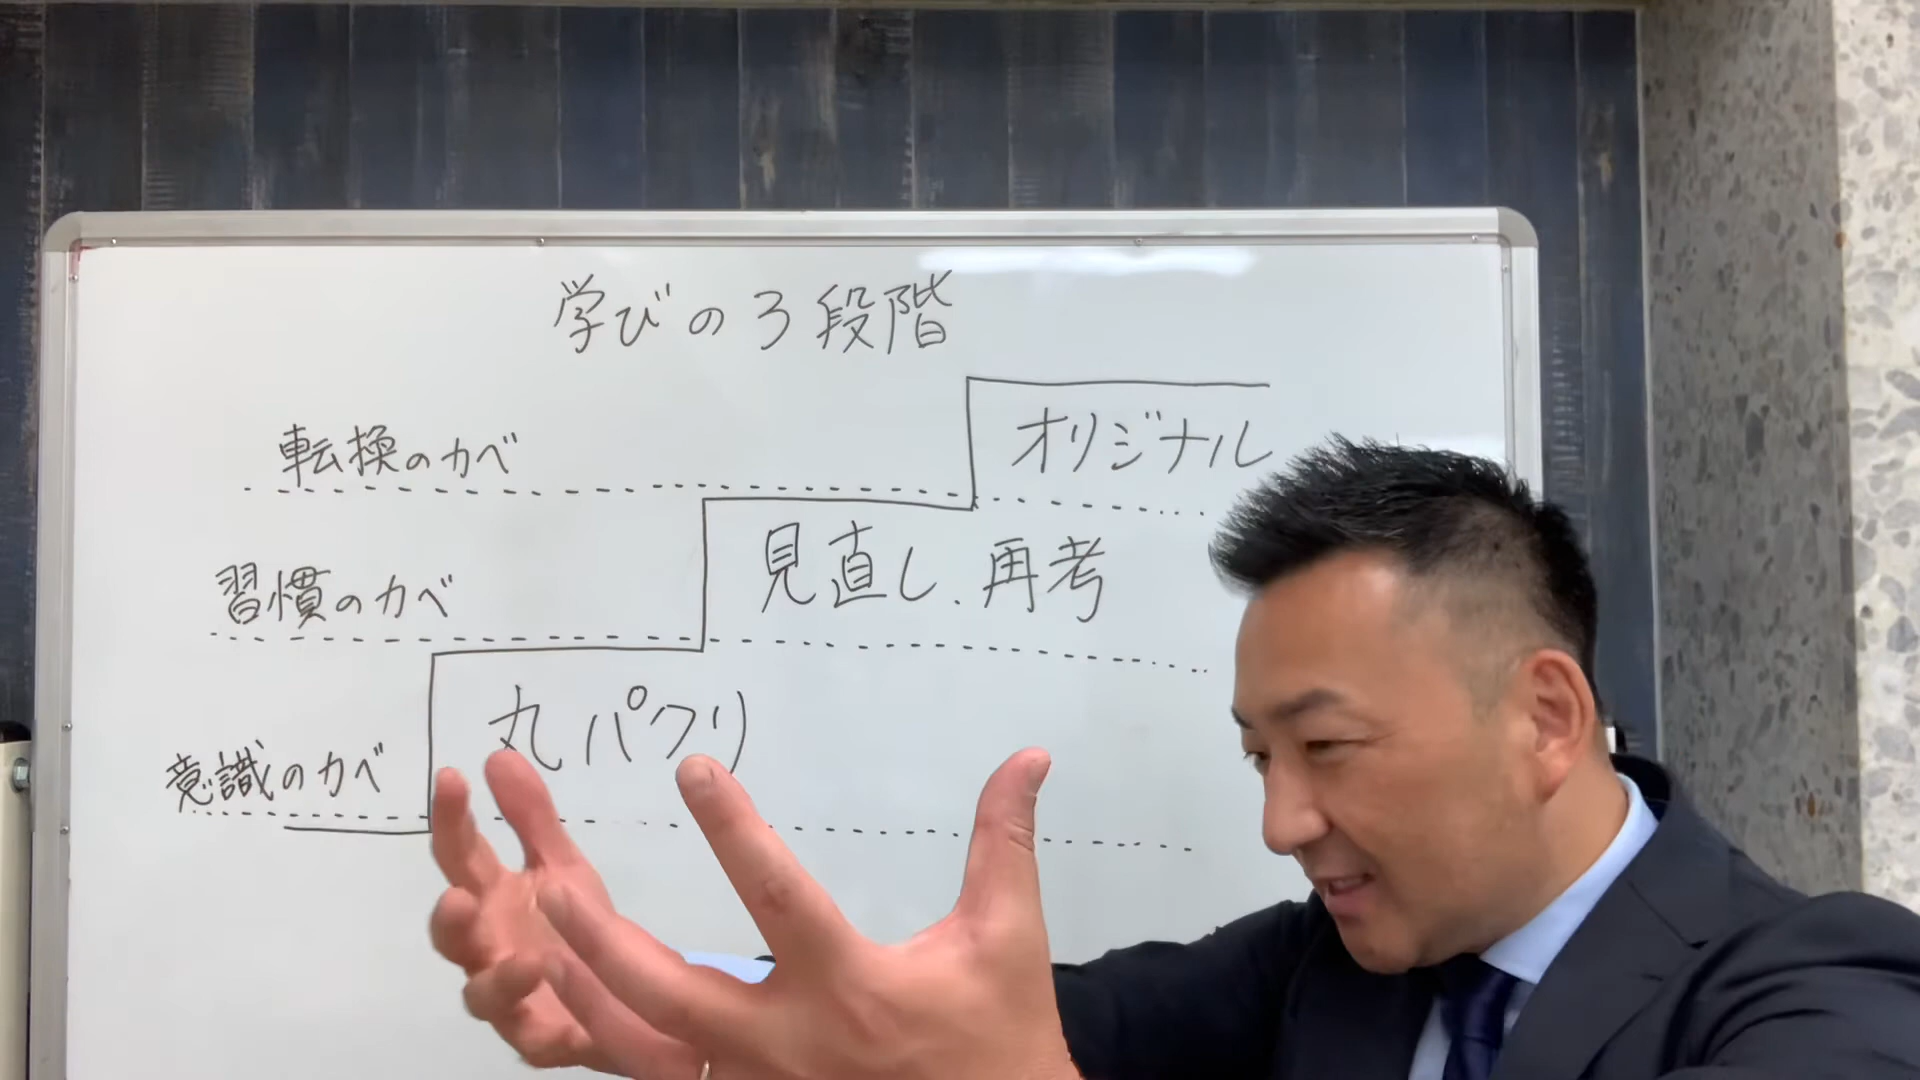 学びの3段階
転換のカベ
オリジナル
習慣のカベ
見直し、再考
意識のカベ
丸パクリ